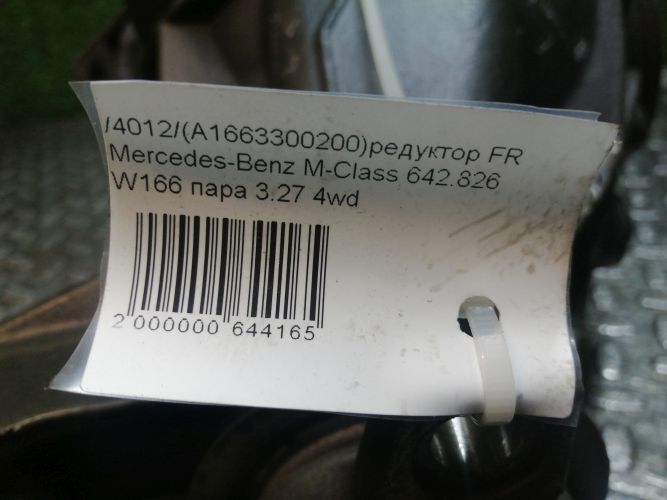 /4012/(A1663300200)редуктор FR
Mercedes-Benz M-Class 642.826
W166 пара 3.27 4wd
2 000000 644165